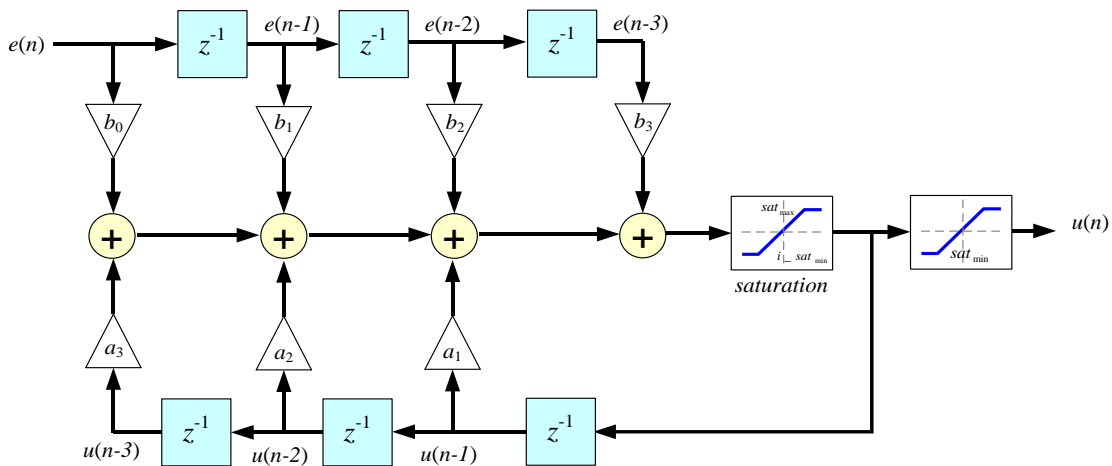 e(n)
z⁻¹
e(n-1)
z⁻¹
e(n-2)
z⁻¹
e(n-3)
b₀
b₁
b₂
b₃
+
+
+
+
sat max
i_ sat min
saturation
sat min
u(n)
a₃
a₂
a₁
u(n-3)
z⁻¹
u(n-2)
z⁻¹
u(n-1)
z⁻¹